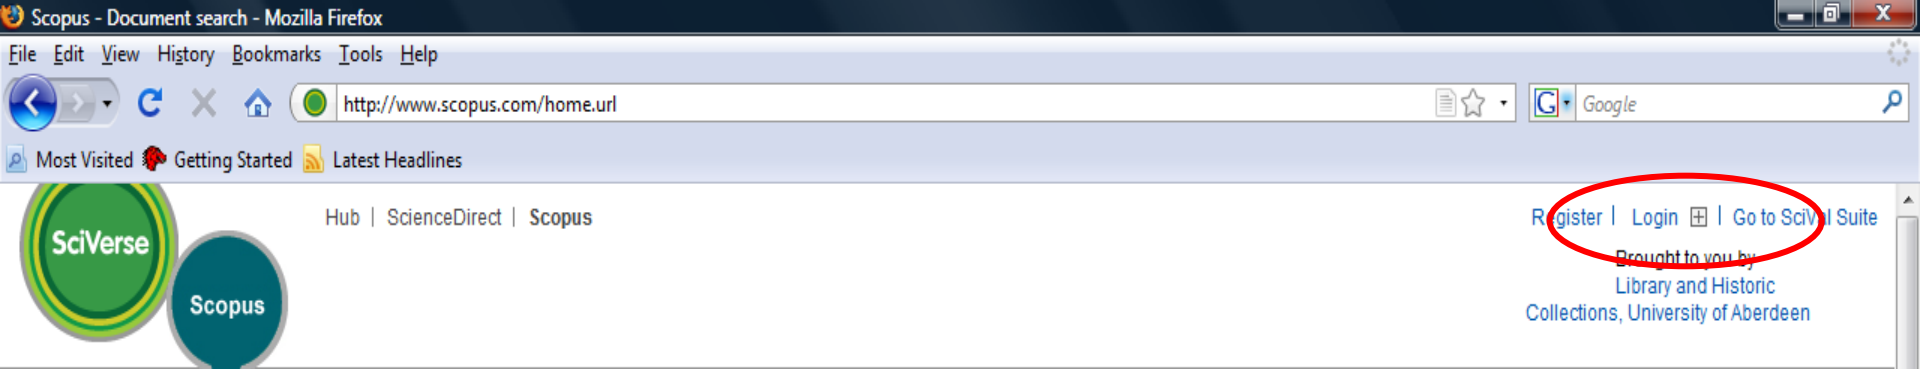 Scopus - Document search - Mozilla Firefox
File Edit View History Bookmarks Tools Help
http://www.scopus.com/home.url
Google
Most Visited Getting Started Latest Headlines
Hub | ScienceDirect | Scopus
Register | Login | Go to SciVal Suite
SciVerse
Brought to you by
Library and Historic
Collections, University of Aberdeen
Scopus